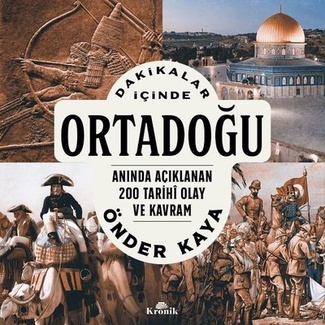 DAKİKALAR
İÇİNDE
ORTADOĞU
ANINDA AÇIKLANAN
200 TARİHÎ OLAY
VE KAVRAM
ÖNDER KAYA
Kronik